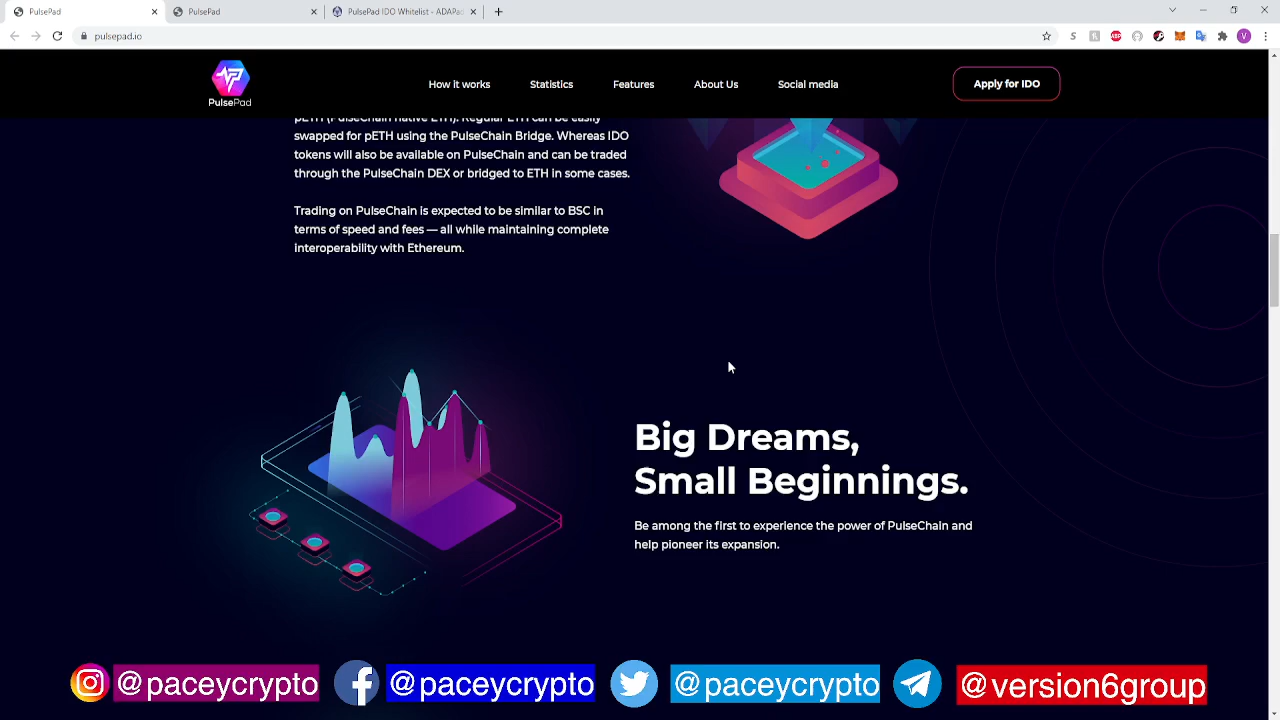 PulsePad
PulsePad
PulsePad IDO Whitelist - ADAPa
pulsepad.io
PulsePad
How it works
Statistics
Features
About Us
Social media
Apply for IDO
pETH (PulseChain native ETH). Regular ETH can be easily
swapped for pETH using the PulseChain Bridge. Whereas IDO
tokens will also be available on PulseChain and can be traded
through the PulseChain DEX or bridged to ETH in some cases.
Trading on PulseChain is expected to be similar to BSC in
terms of speed and fees — all while maintaining complete
interoperability with Ethereum.
Big Dreams,
Small Beginnings.
Be among the first to experience the power of PulseChain and
help pioneer its expansion.
@paceycrypto
@paceycrypto
@paceycrypto
@version6group